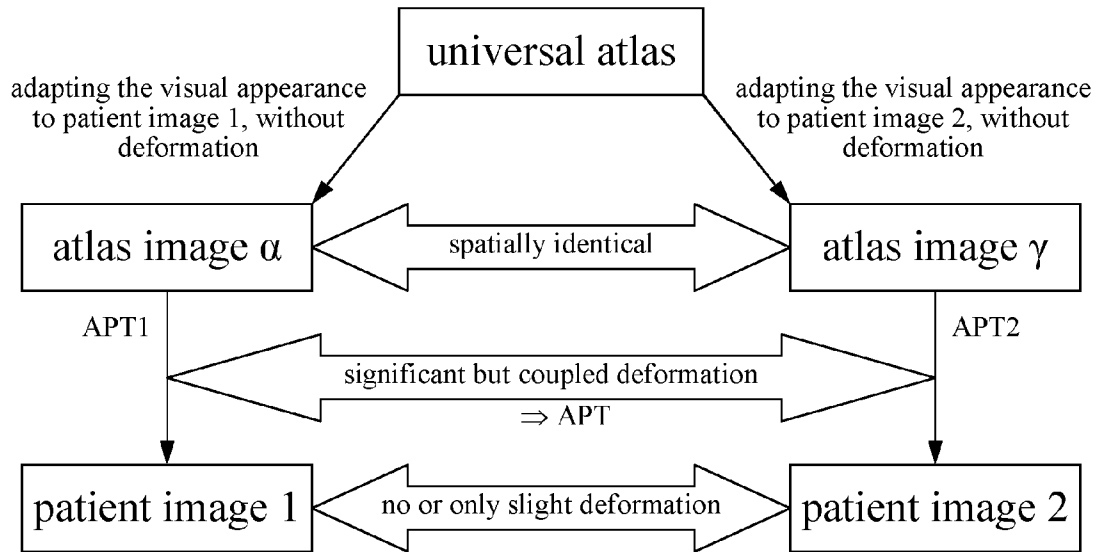 universal atlas
adapting the visual appearance
to patient image 1, without
deformation
adapting the visual appearance
to patient image 2, without
deformation
atlas image α
spatially identical
atlas image γ
APT1
APT2
significant but coupled deformation
⇒ APT
patient image 1
no or only slight deformation
patient image 2